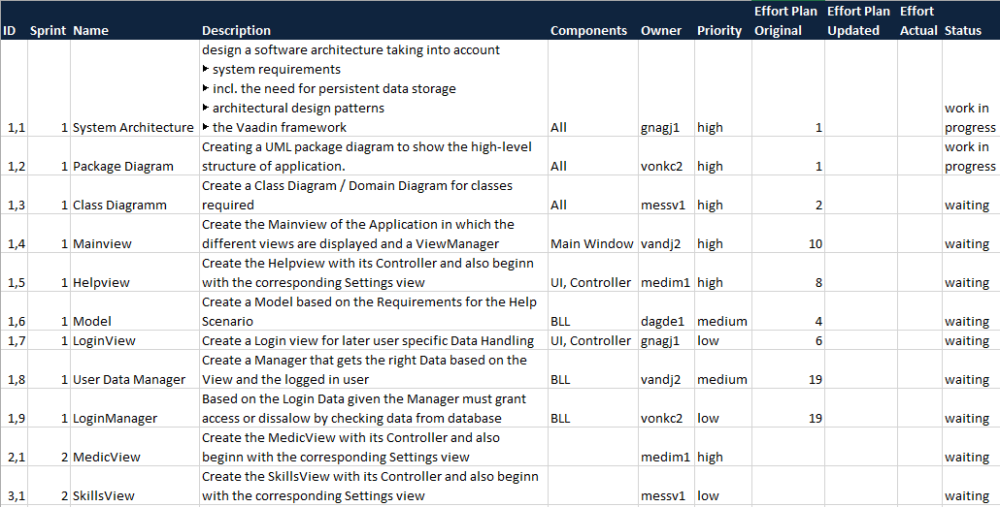 ID Sprint Name Description Components Owner Priority Effort Plan Original Effort Plan Updated Effort Actual Status
design a software architecture taking into account
‣ system requirements
‣ incl. the need for persistent data storage
‣ architectural design patterns
1,1 1 System Architecture ‣ the Vaadin framework All gnagj1 high 1 work in progress
Creating a UML package diagram to show the high-level
1,2 1 Package Diagram structure of application. All vonkc2 high 1 work in progress
Create a Class Diagram / Domain Diagram for classes
1,3 1 Class Diagramm required All messv1 high 2 waiting
Create the Mainview of the Application in which the
1,4 1 Mainview different views are displayed and a ViewManager Main Window vandj2 high 10 waiting
Create the Helpview with its Controller and also beginn
1,5 1 Helpview with the corresponding Settings view UI, Controller medim1 high 8 waiting
Create a Model based on the Requirements for the Help
1,6 1 Model Scenario BLL dagde1 medium 4 waiting
1,7 1 LoginView Create a Login view for later user specific Data Handling UI, Controller gnagj1 low 6 waiting
Create a Manager that gets the right Data based on the
1,8 1 User Data Manager View and the logged in user BLL vandj2 medium 19 waiting
Based on the Login Data given the Manager must grant
1,9 1 LoginManager access or dissalow by checking data from database BLL vonkc2 low 19 waiting
Create the MedicView with its Controller and also
2,1 2 MedicView beginn with the corresponding Settings view medim1 high waiting
Create the SkillsView with its Controller and also beginn
3,1 2 SkillsView with the corresponding Settings view messv1 low waiting